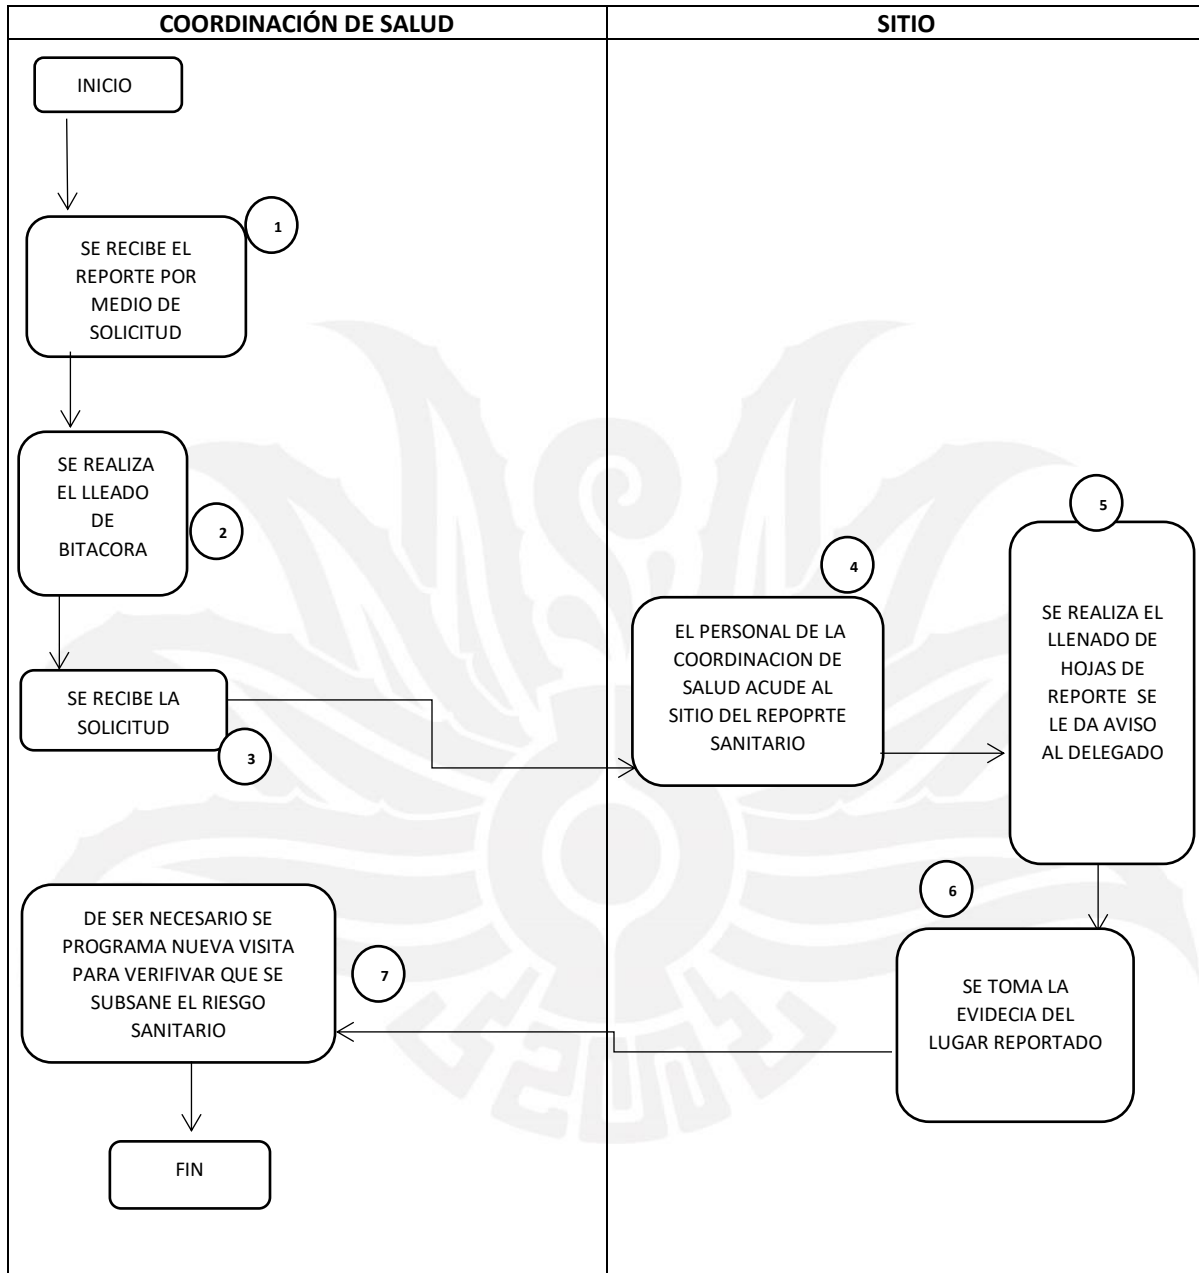 COORDINACIÓN DE SALUD
SITIO
INICIO
1
SE RECIBE EL
REPORTE POR
MEDIO DE
SOLICITUD
SE REALIZA
EL LLEADO
DE
BITACORA
2
SE RECIBE LA
SOLICITUD
3
4
EL PERSONAL DE LA
COORDINACION DE
SALUD ACUDE AL
SITIO DEL REPOPRTE
SANITARIO
5
SE REALIZA EL
LLENADO DE
HOJAS DE
REPORTE SE
LE DA AVISO
AL DELEGADO
6
SE TOMA LA
EVIDECIA DEL
LUGAR REPORTADO
DE SER NECESARIO SE
PROGRAMA NUEVA VISITA
PARA VERIFIVAR QUE SE
SUBSANE EL RIESGO
SANITARIO
7
FIN